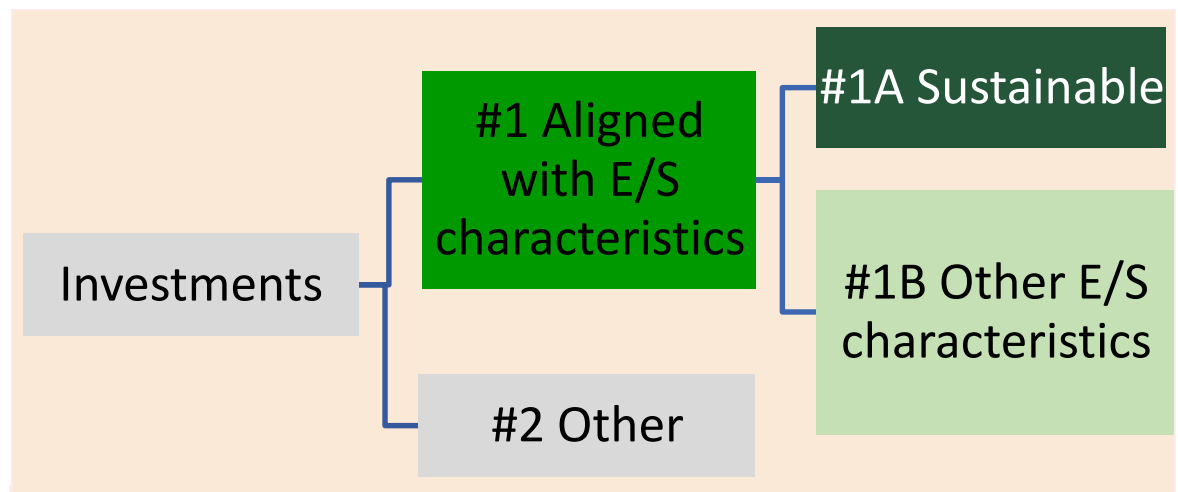 Investments
#1 Aligned
with E/S
characteristics
#2 Other
#1A Sustainable
#1B Other E/S
characteristics